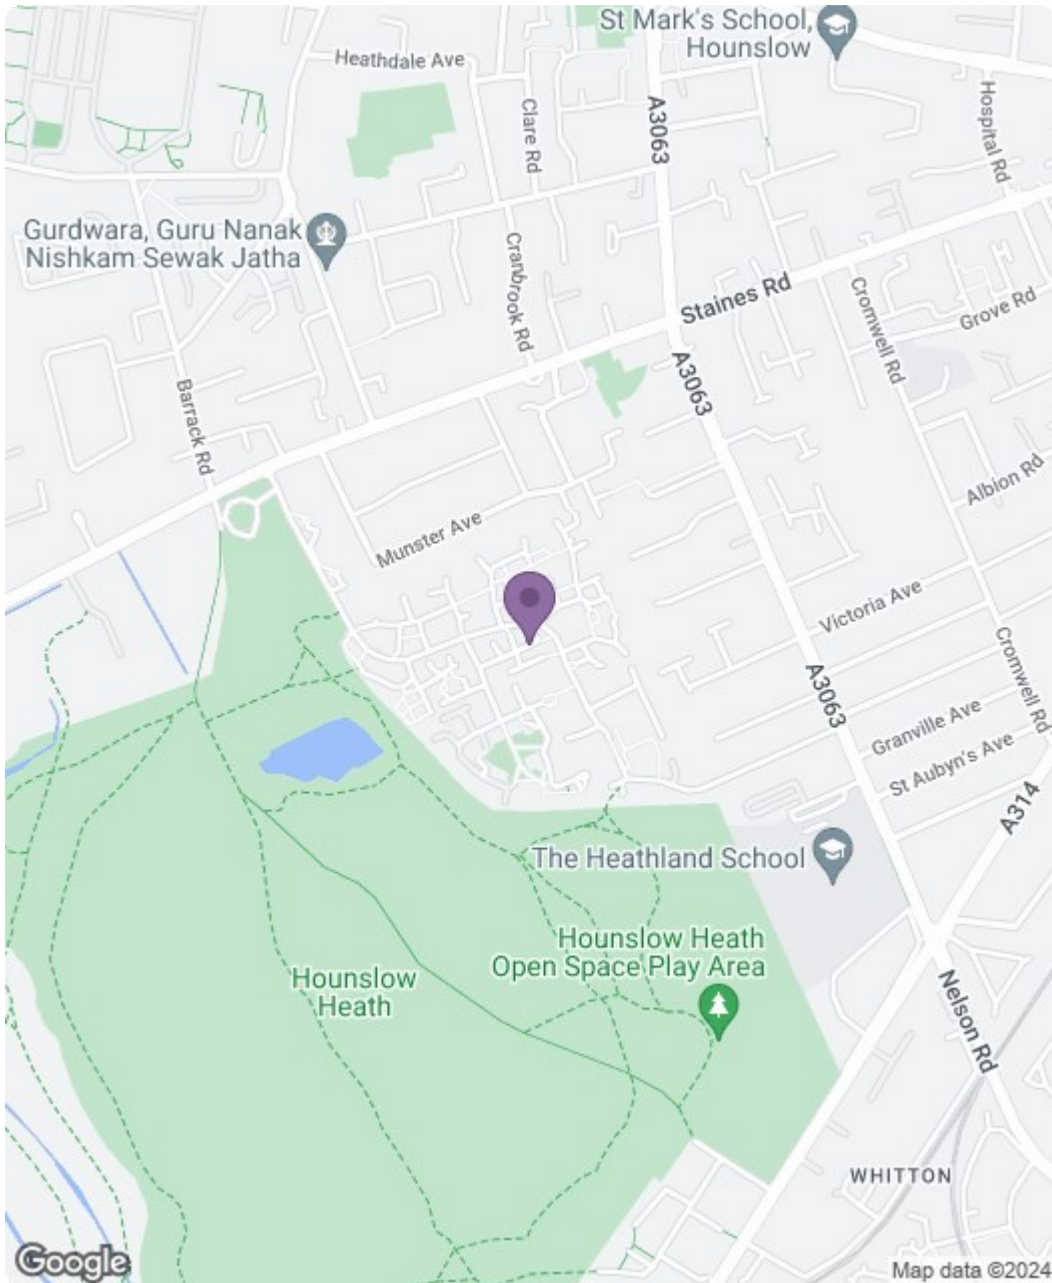 St Mark's School,
Hounslow
Heathdale Ave
Clare Rd
A3063
Hospital Rd
Gurdwara, Guru Nanak
Nishkam Sewak Jatha
Cranbrook Rd
Staines Rd
Cromwell Rd
Grove Rd
A3063
Barrack Rd
Albion Rd
Munster Ave
Victoria Ave
Cromwell Rd
A3063
Granville Ave
St Aubyn's Ave
A314
The Heathland School
Hounslow Heath
Open Space Play Area
Hounslow
Heath
Nelson Rd
WHITTON
Google
Map data ©2024